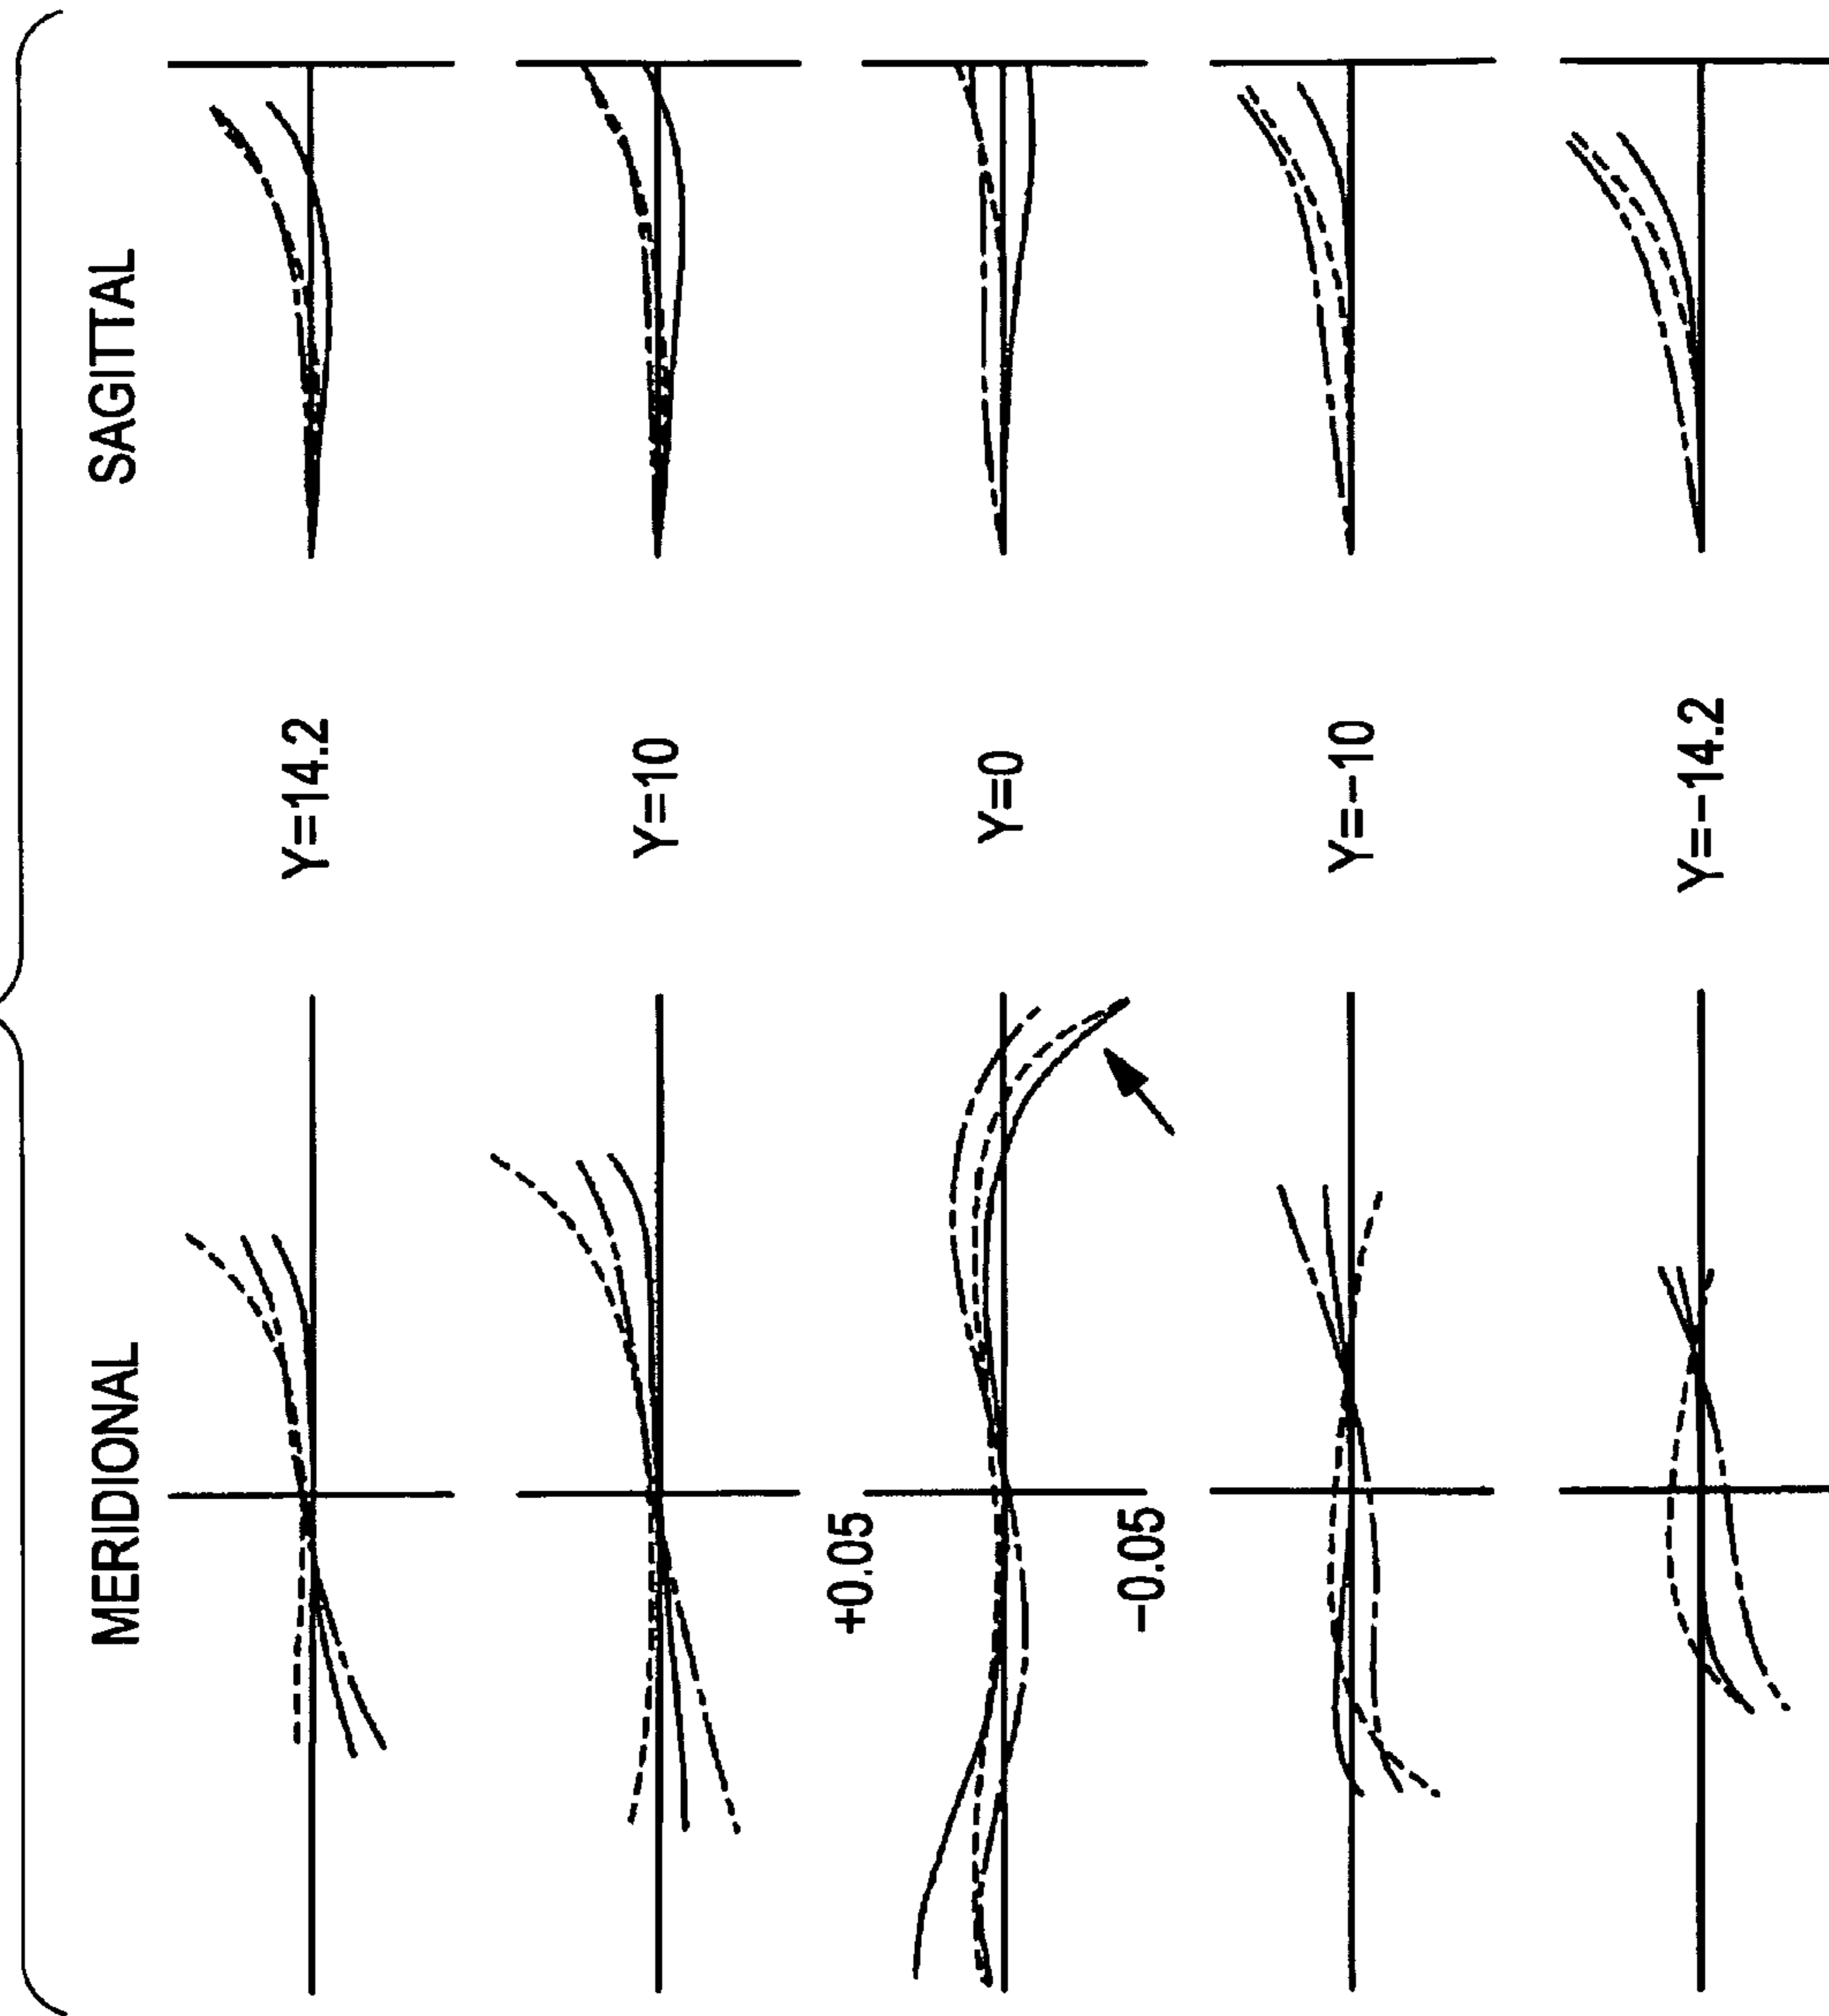 MERIDIONAL
SAGITTAL
Y=14.2
Y=10
+0.05
-0.05
Y=0
Y=-10
Y=-14.2